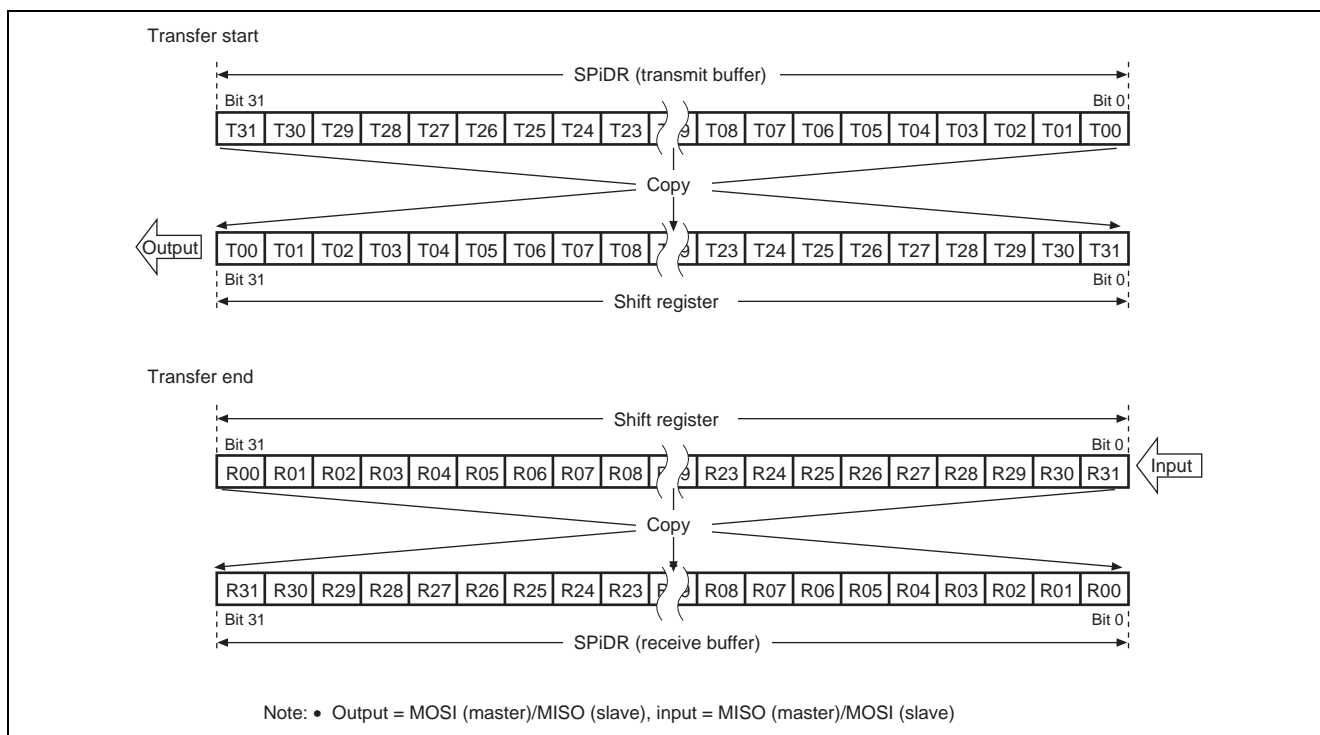 Transfer start
SPiDR (transmit buffer)
Bit 31 Bit 0
T31 T30 T29 T28 T27 T26 T25 T24 T23 T08 T07 T06 T05 T04 T03 T02 T01 T00
Copy
Output T00 T01 T02 T03 T04 T05 T06 T07 T08 T23 T24 T25 T26 T27 T28 T29 T30 T31
Bit 31 Bit 0
Shift register
Transfer end
Shift register
Bit 31 Bit 0
R00 R01 R02 R03 R04 R05 R06 R07 R08 R23 R24 R25 R26 R27 R28 R29 R30 R31 Input
Copy
R31 R30 R29 R28 R27 R26 R25 R24 R23 R08 R07 R06 R05 R04 R03 R02 R01 R00
Bit 31 Bit 0
SPiDR (receive buffer)
Note: • Output = MOSI (master)/MISO (slave), input = MISO (master)/MOSI (slave)